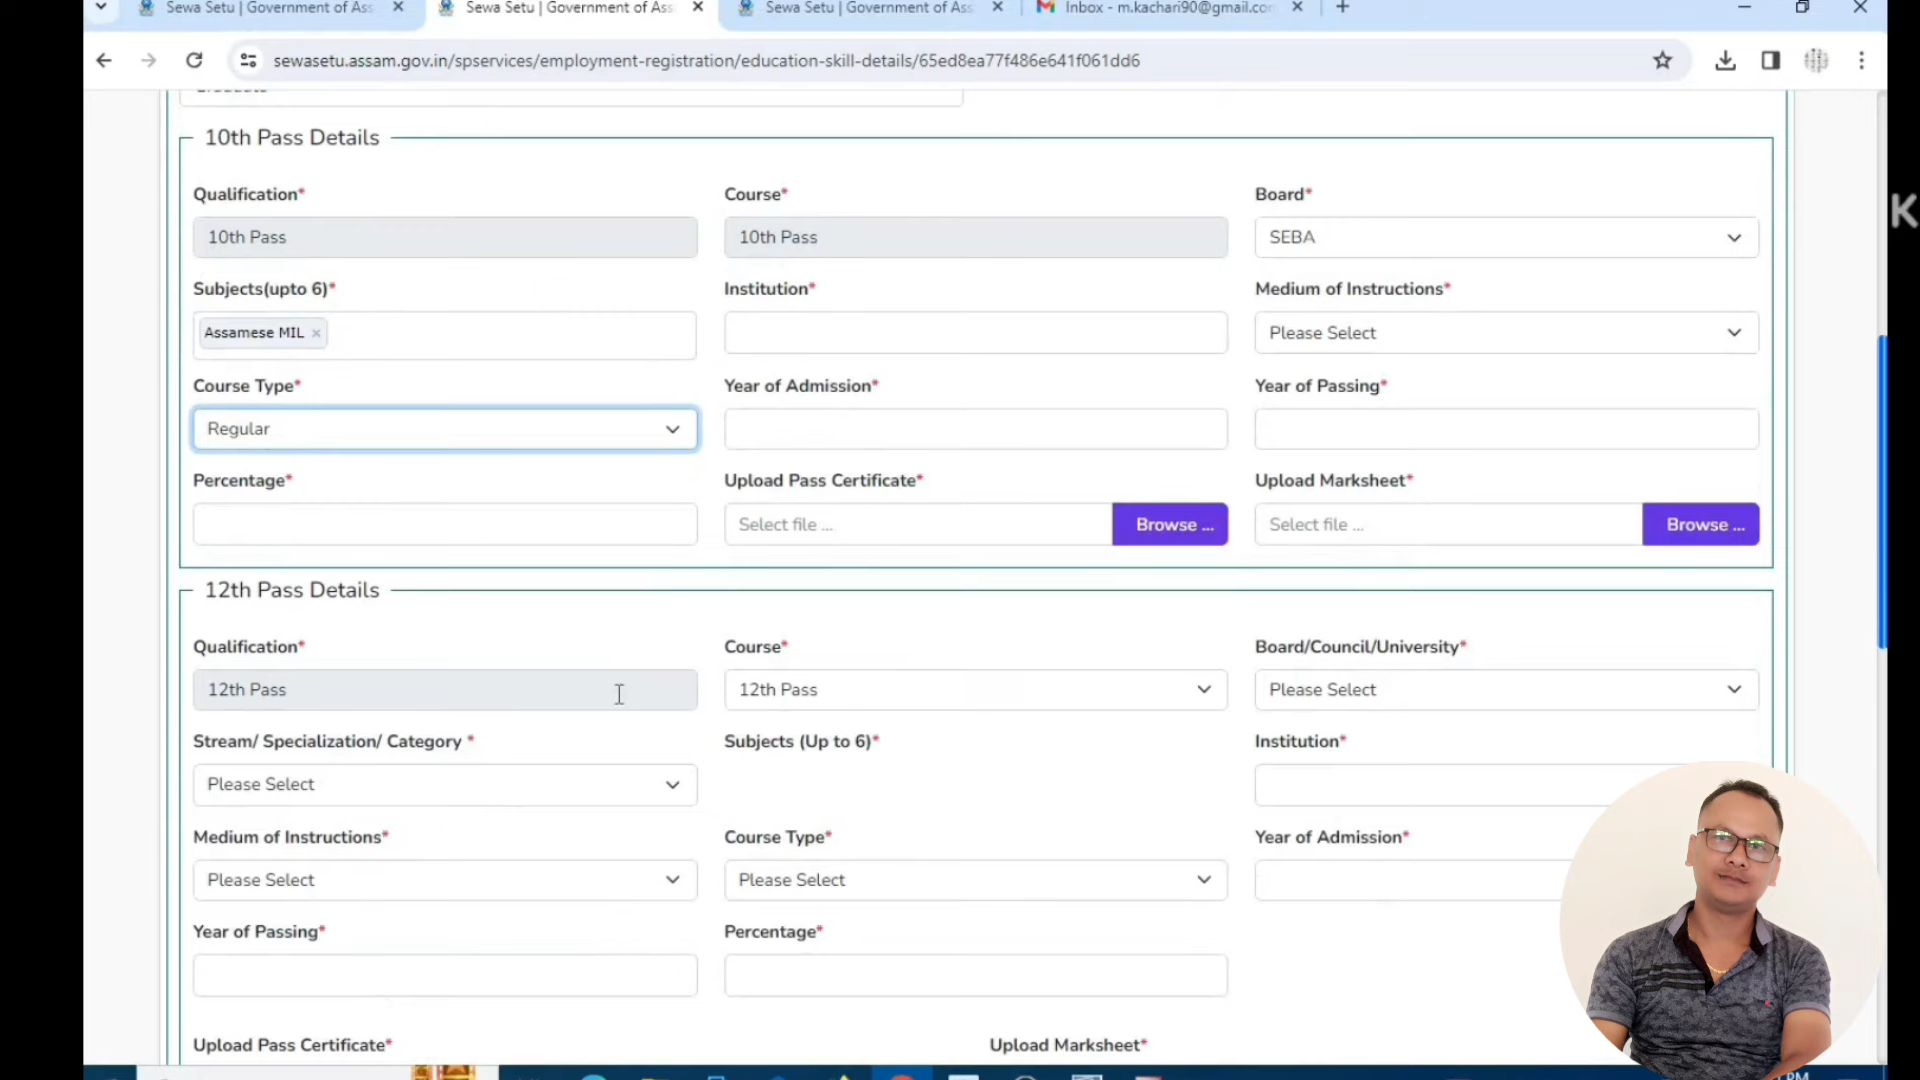 Sewa Setu | Government of Ass
Sewa Setu | Government of Ass
Sewa Setu | Government of Ass
Inbox - m.kachari90@gmail.com
sewasetu.assam.gov.in/spservices/employment-registration/education-skill-details/65ed8ea77f486e641f061dd6
K
10th Pass Details
Qualification* Course* Board*
10th Pass 10th Pass SEBA
Subjects(upto 6)* Institution* Medium of Instructions*
Assamese MIL × Please Select
Course Type* Year of Admission* Year of Passing*
Regular
Percentage* Upload Pass Certificate* Upload Marksheet*
Select file ... Browse ... Select file ... Browse ...
12th Pass Details
Qualification* Course* Board/Council/University*
12th Pass 12th Pass Please Select
Stream/ Specialization/ Category * Subjects (Up to 6)* Institution*
Please Select
Medium of Instructions* Course Type* Year of Admission*
Please Select Please Select
Year of Passing* Percentage*
Upload Pass Certificate* Upload Marksheet*
PM